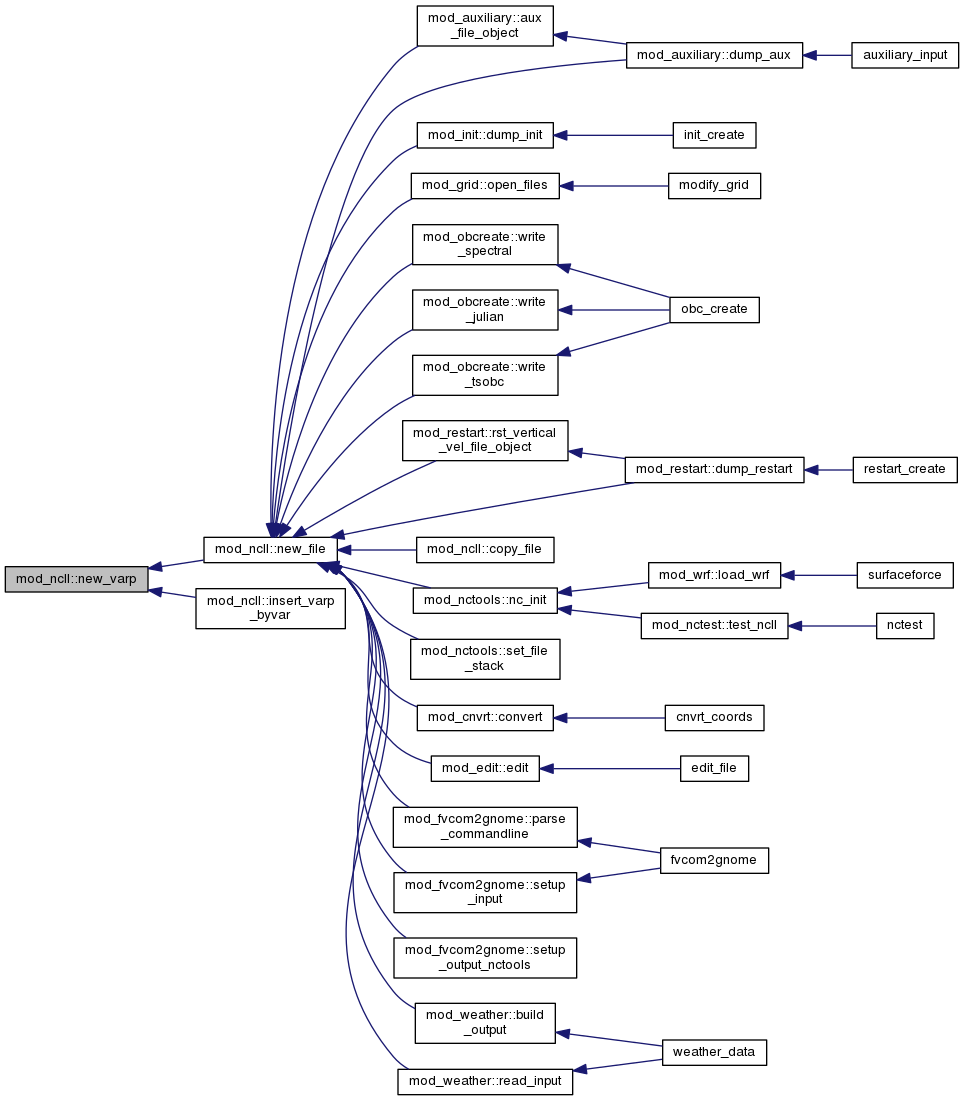 mod_auxiliary::aux
_file_object
mod_auxiliary::dump_aux
auxiliary_input
mod_init::dump_init
init_create
mod_grid::open_files
modify_grid
mod_obcreate::write
_spectral
mod_obcreate::write
_julian
obc_create
mod_obcreate::write
_tsobc
mod_restart::rst_vertical
_vel_file_object
mod_restart::dump_restart
restart_create
mod_ncll::new_file
mod_ncll::copy_file
mod_ncll::new_varp
mod_ncll::insert_varp
_byvar
mod_nctools::nc_init
mod_wrf::load_wrf
surfaceforce
mod_nctest::test_ncll
nctest
mod_nctools::set_file
_stack
mod_cnvrt::convert
cnvrt_coords
mod_edit::edit
edit_file
mod_fvcom2gnome::parse
_commandline
fvcom2gnome
mod_fvcom2gnome::setup
_input
mod_fvcom2gnome::setup
_output_nctools
mod_weather::build
_output
weather_data
mod_weather::read_input